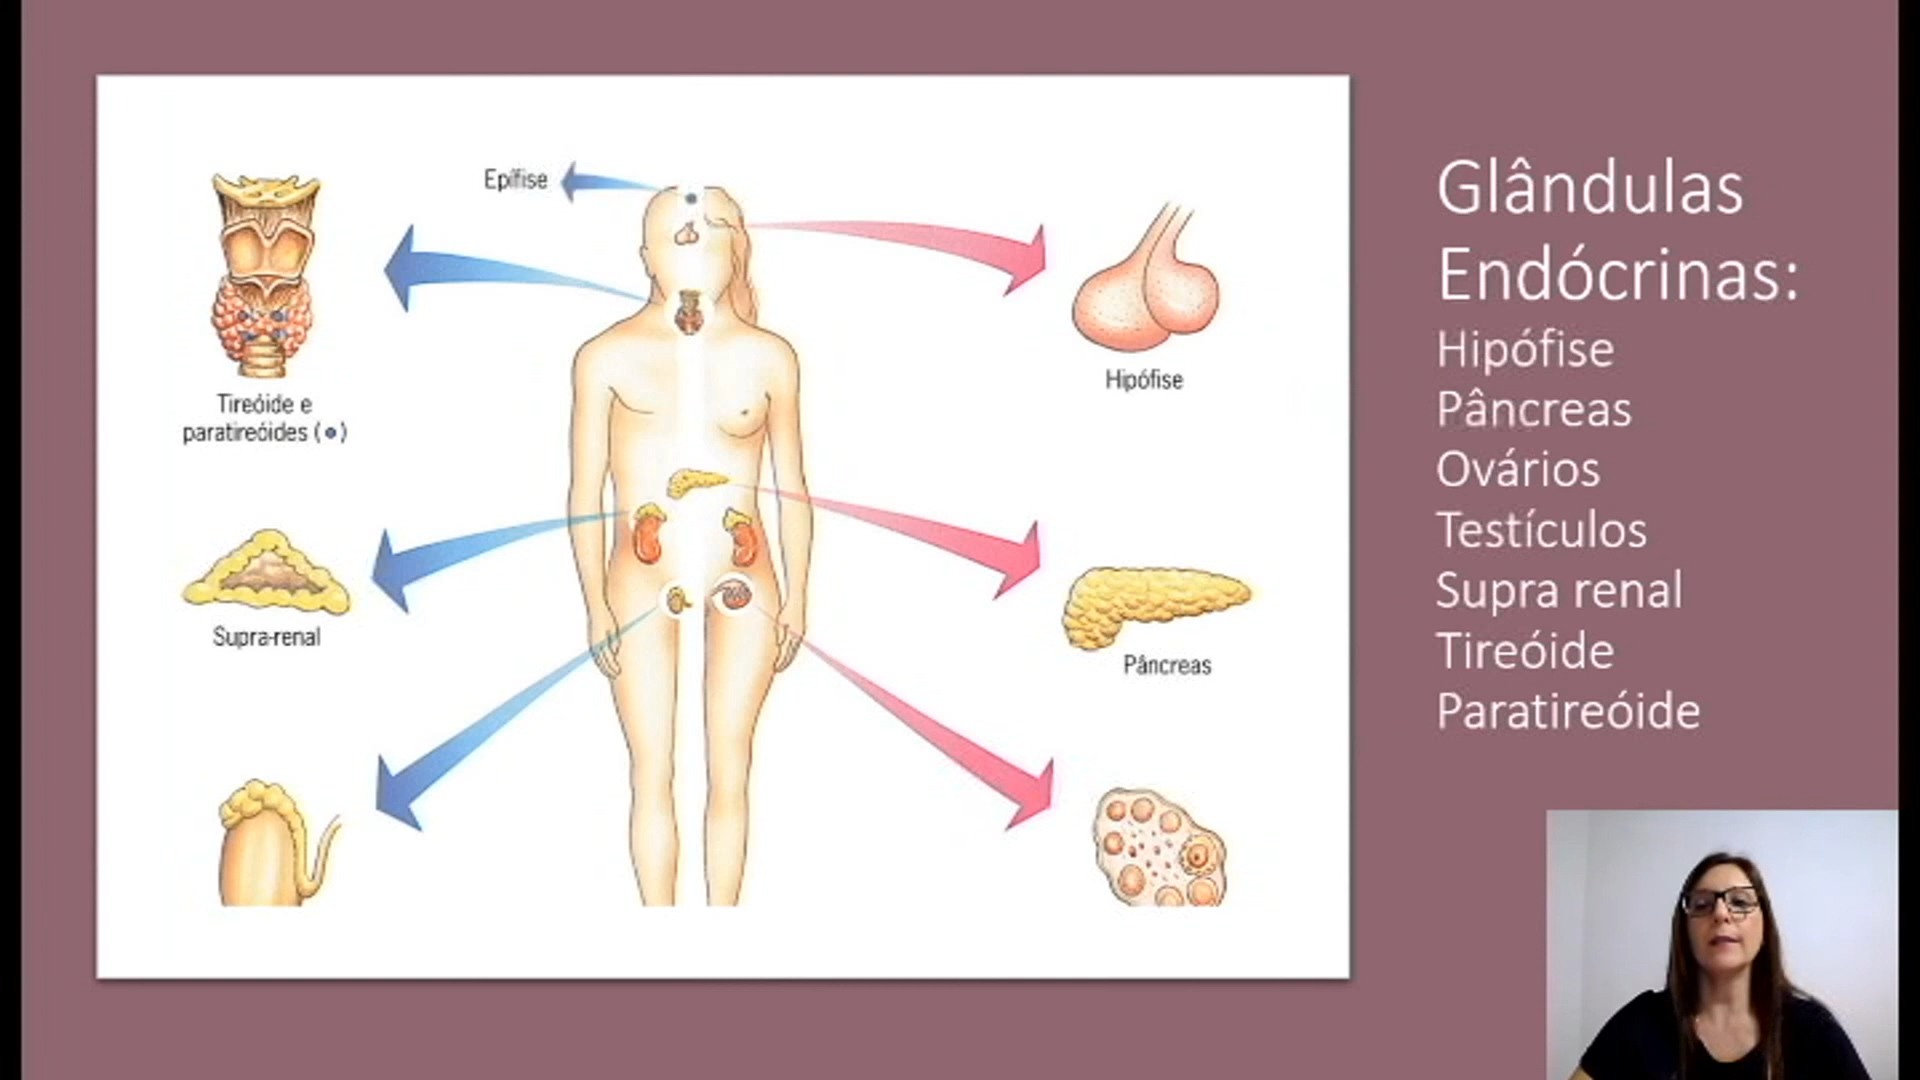 Epífise
Tireóide e
paratireóides (•)
Hipófise
Supra-renal
Pâncreas
Glândulas
Endócrinas:
Hipófise
Pâncreas
Ovários
Testículos
Supra renal
Tireóide
Paratireóide